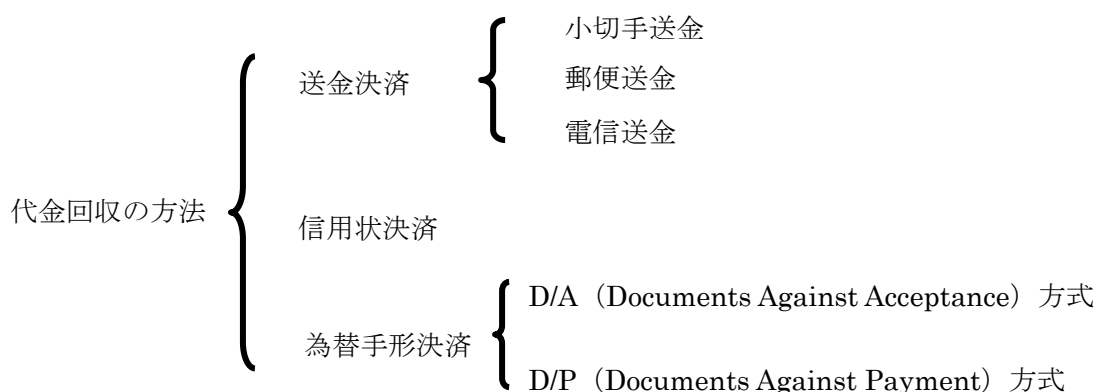 小切手送金
送金決済
郵便送金
電信送金
代金回収の方法
信用状決済
D/A（Documents Against Acceptance）方式
為替手形決済
D/P（Documents Against Payment）方式